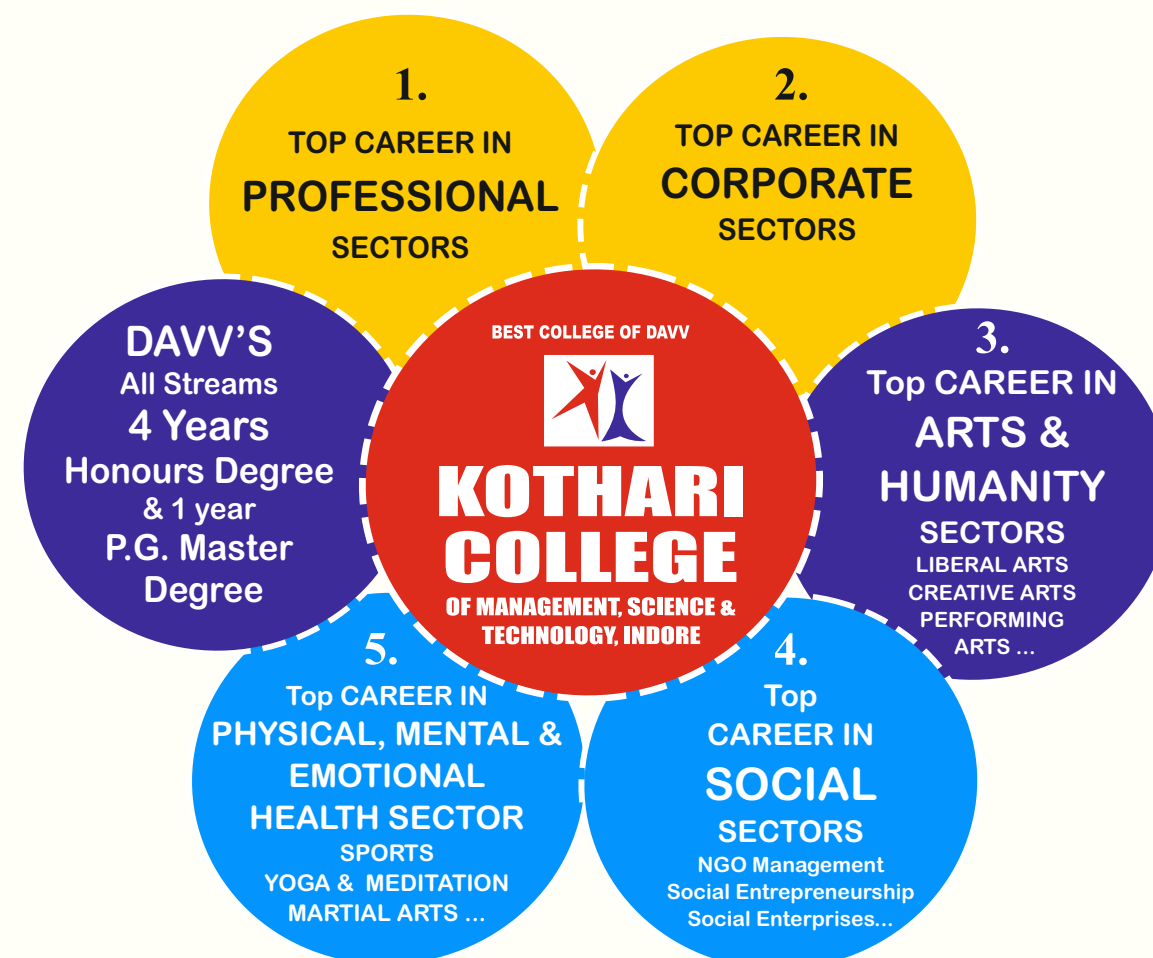 1.
TOP CAREER IN
PROFESSIONAL
SECTORS
2.
TOP CAREER IN
CORPORATE
SECTORS
DAVV'S
All Streams
4 Years
Honours Degree
& 1 year
P.G. Master
Degree
BEST COLLEGE OF DAVV
KOTHARI
COLLEGE
OF MANAGEMENT, SCIENCE &
TECHNOLOGY, INDORE
3.
Top CAREER IN
ARTS &
HUMANITY
SECTORS
LIBERAL ARTS
CREATIVE ARTS
PERFORMING
ARTS ...
5.
Top CAREER IN
PHYSICAL, MENTAL &
EMOTIONAL
HEALTH SECTOR
SPORTS
YOGA & MEDITATION
MARTIAL ARTS ...
4.
Top
CAREER IN
SOCIAL
SECTORS
NGO Management
Social Entrepreneurship
Social Enterprises...